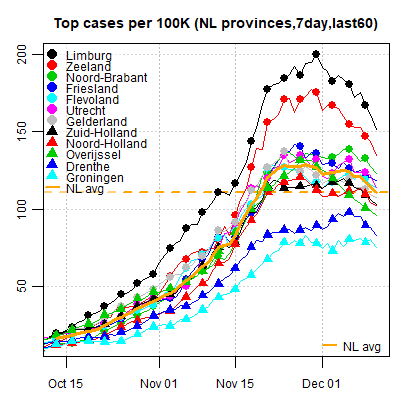 Top cases per 100K (NL provinces,7day,last60)
200
150
100
50
Limburg
Zeeland
Noord-Brabant
Friesland
Flevoland
Utrecht
Gelderland
Zuid-Holland
Noord-Holland
Overijssel
Drenthe
Groningen
NL avg
NL avg
Oct 15
Nov 01
Nov 15
Dec 01